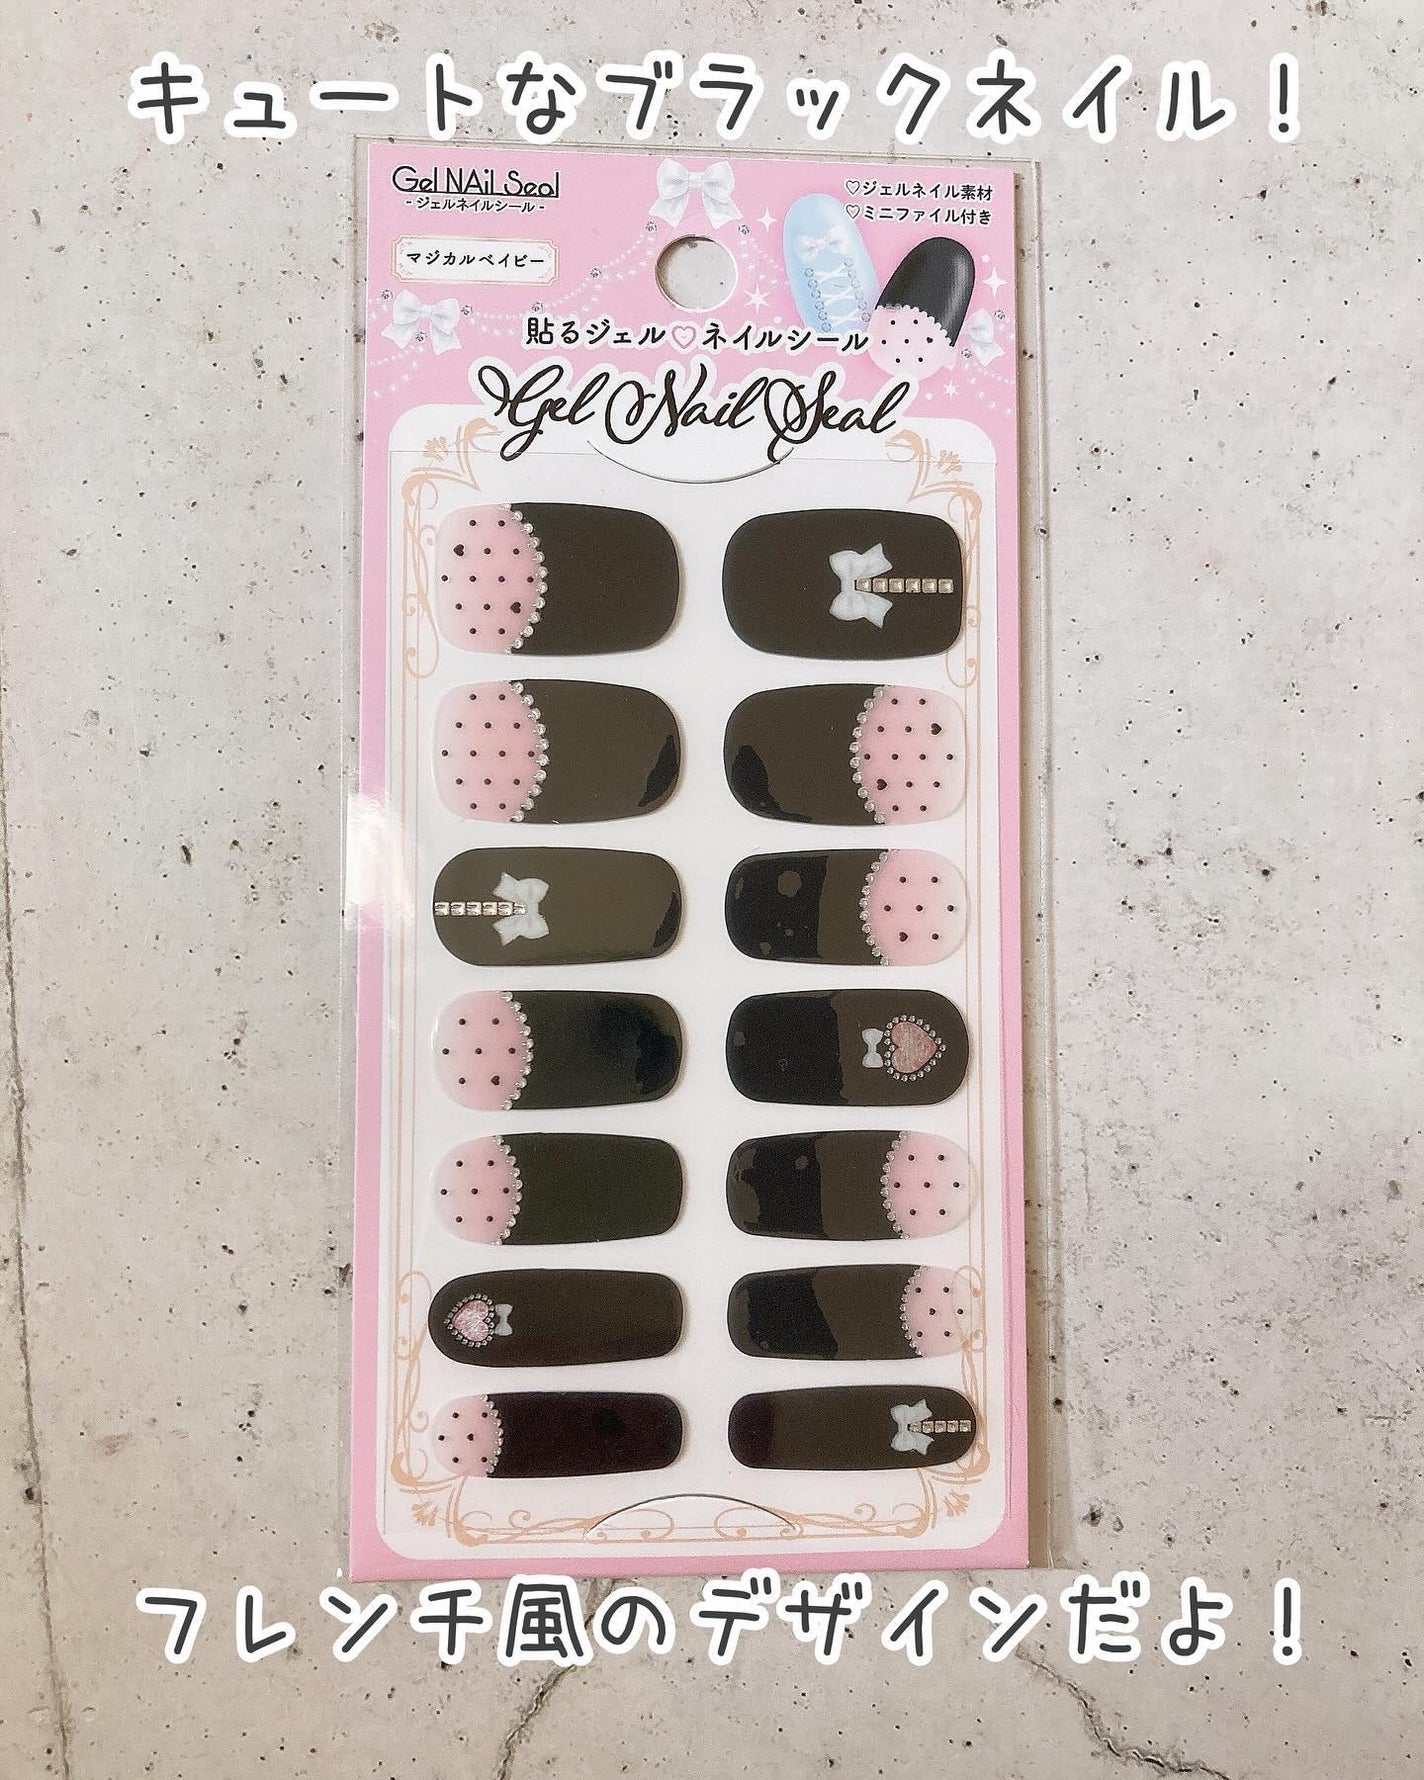 キュートなブラックネイル！
Gel NAiL Seal
- ジェルネイルシール -
♡ジェルネイル素材
♡ミニファイル付き
マジカルベイビー
貼るジェル♡ネイルシール
Gel Nail Seal
フレンチ風のデザインだよ！